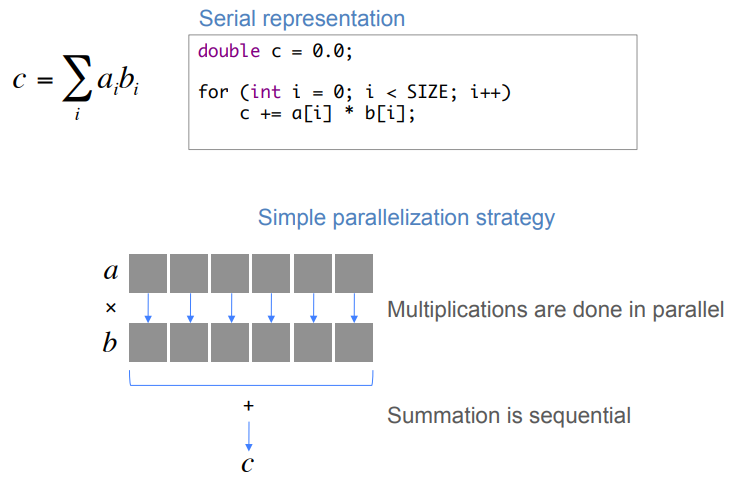 Serial representation
c = ∑ aᵢbᵢ
i
double c = 0.0;
for (int i = 0; i < SIZE; i++)
c += a[i] * b[i];
Simple parallelization strategy
a
×
Multiplications are done in parallel
b
+
Summation is sequential
c